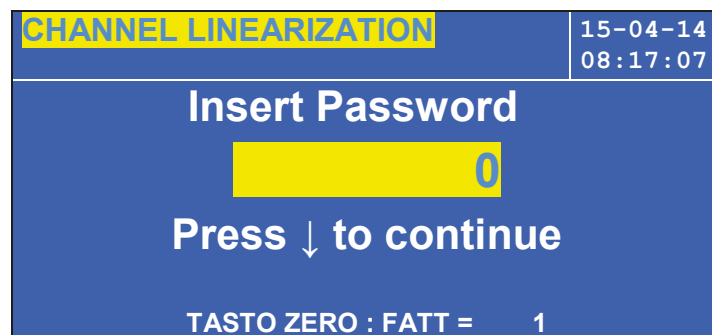 CHANNEL LINEARIZATION
15-04-14
08:17:07
Insert Password
0
Press ↓ to continue
TASTO ZERO : FATT = 1